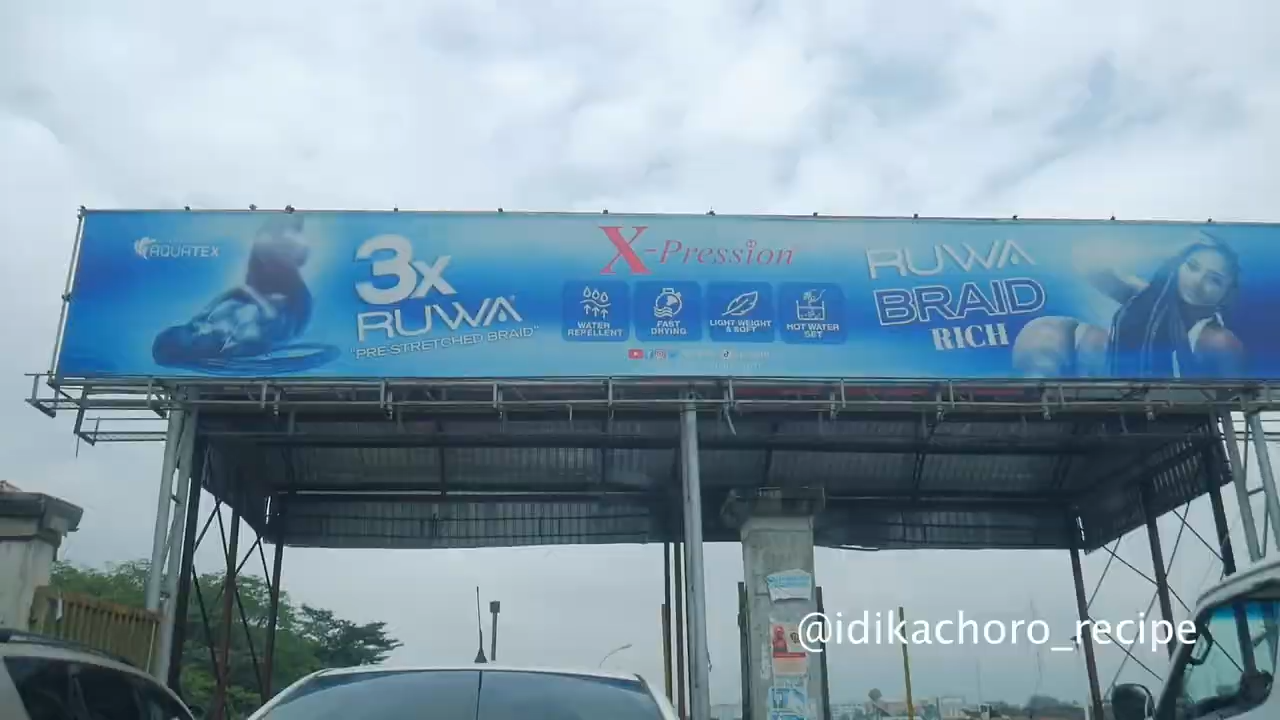 AQUATEX
3x
RUWA
"PRE-STRETCHED BRAID"
X-Pression
WATER
REPELLENT
FAST
DRYING
LIGHT WEIGHT
& SOFT
HOT WATER
SET
RUWA
BRAID
RICH
@idikachoro_recipe